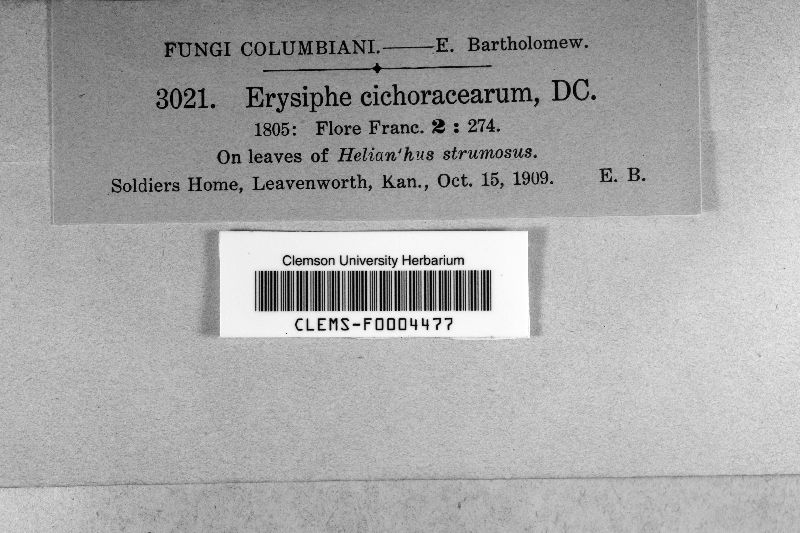 FUNGI COLUMBIANI.——E. Bartholomew.
3021. Erysiphe cichoracearum, DC.
1805: Flore Franc. 2 : 274.
On leaves of Helian'hus strumosus.
Soldiers Home, Leavenworth, Kan., Oct. 15, 1909. E. B.
Clemson University Herbarium
CLEMS-F0004477